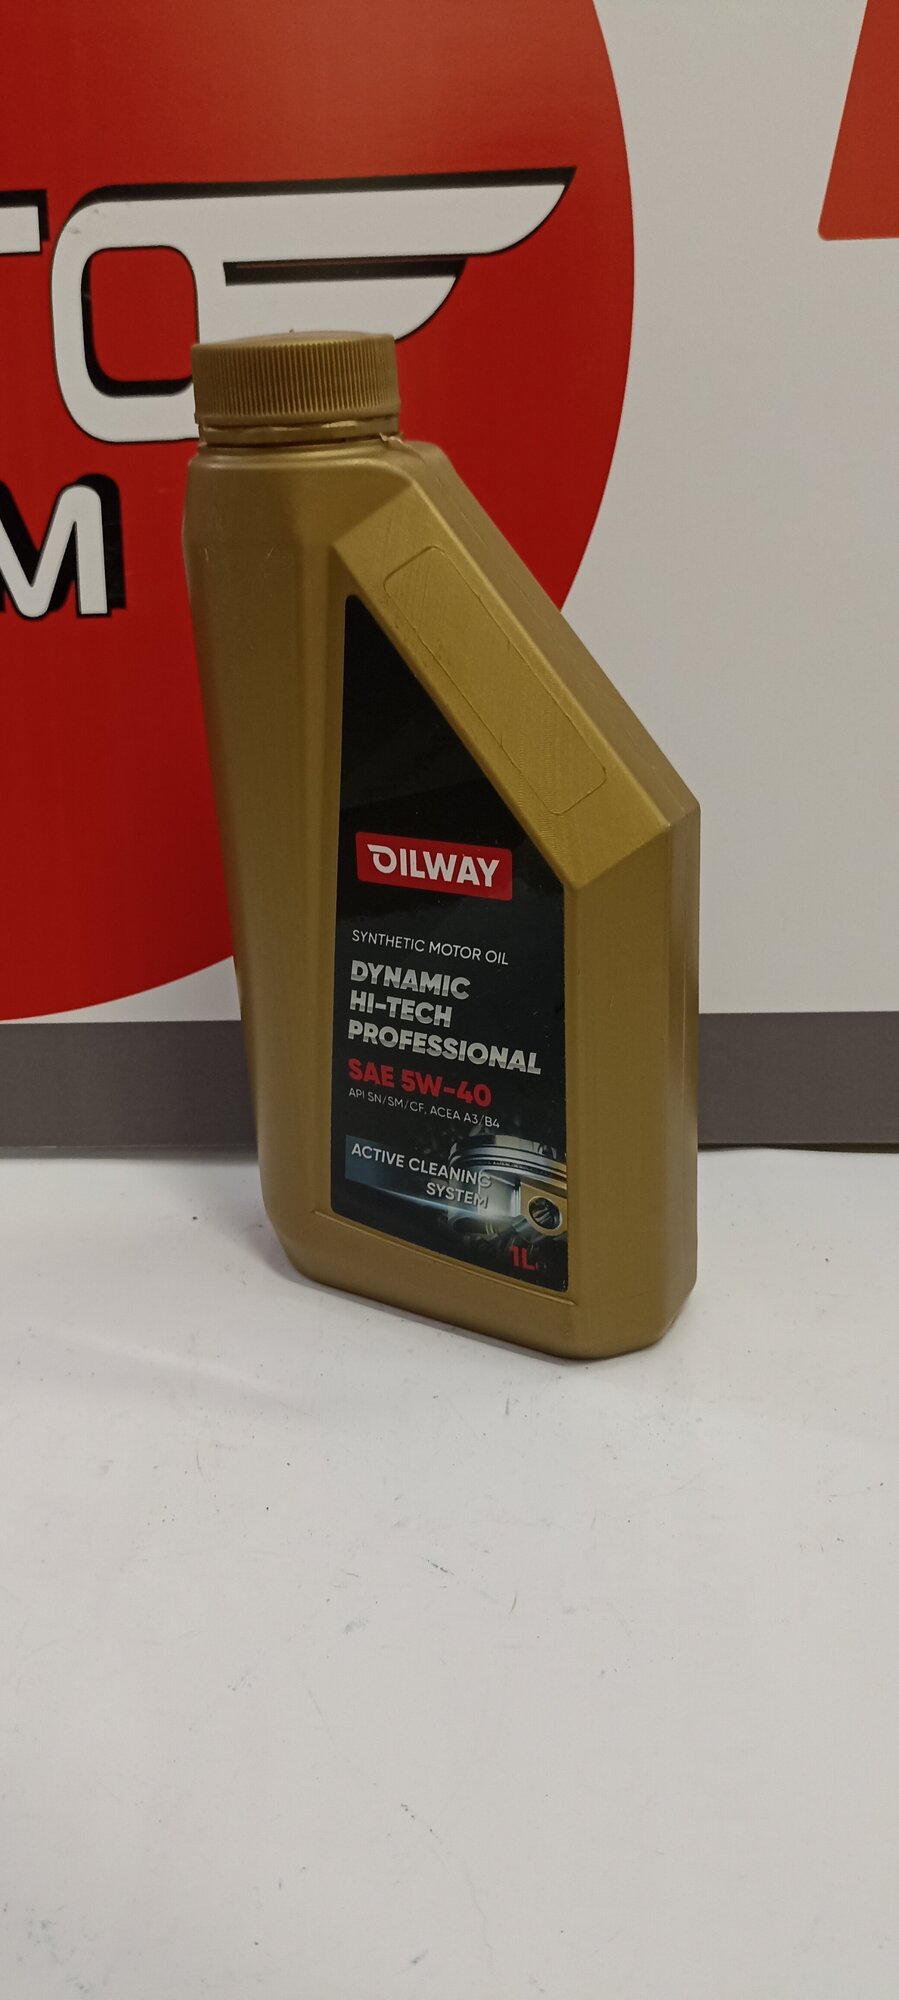 TO
M
OILWAY
SYNTHETIC MOTOR OIL
DYNAMIC
HI-TECH
PROFESSIONAL
SAE 5W-40
API SN/SM/CF, ACEA A3/B4
ACTIVE CLEANING
SYSTEM
1L e